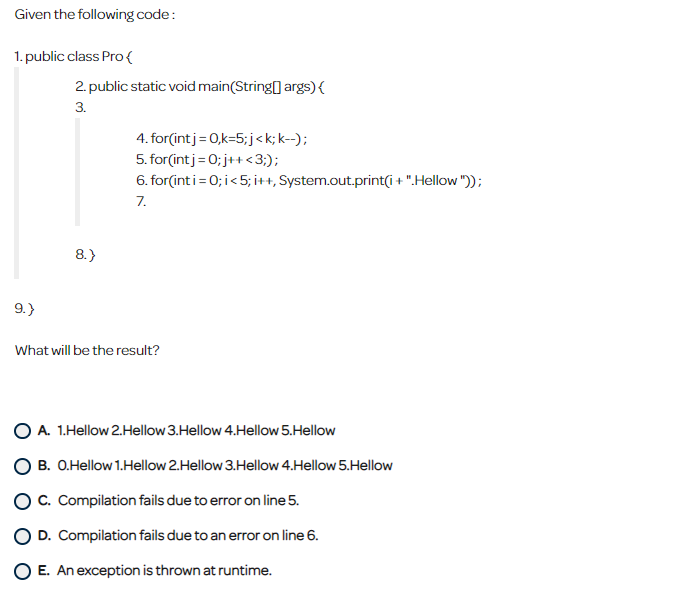 Given the following code :
1. public class Pro {
2. public static void main(String[] args) {
3.
4. for(int j = 0,k=5; j < k; k--) ;
5. for(int j = 0; j++ < 3;) ;
6. for(int i = 0; i < 5; i++, System.out.print(i + ".Hellow ")) ;
7.
8. }
9. }
What will be the result?
A. 1.Hellow 2.Hellow 3.Hellow 4.Hellow 5.Hellow
B. 0.Hellow 1.Hellow 2.Hellow 3.Hellow 4.Hellow 5.Hellow
C. Compilation fails due to error on line 5.
D. Compilation fails due to an error on line 6.
E. An exception is thrown at runtime.